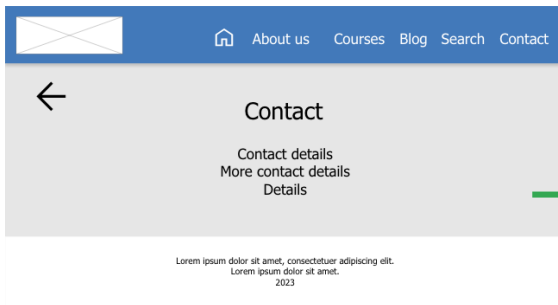 About us Courses Blog Search Contact
Contact
Contact details
More contact details
Details
Lorem ipsum dolor sit amet, consectetuer adipiscing elit.
Lorem ipsum dolor sit amet.
2023